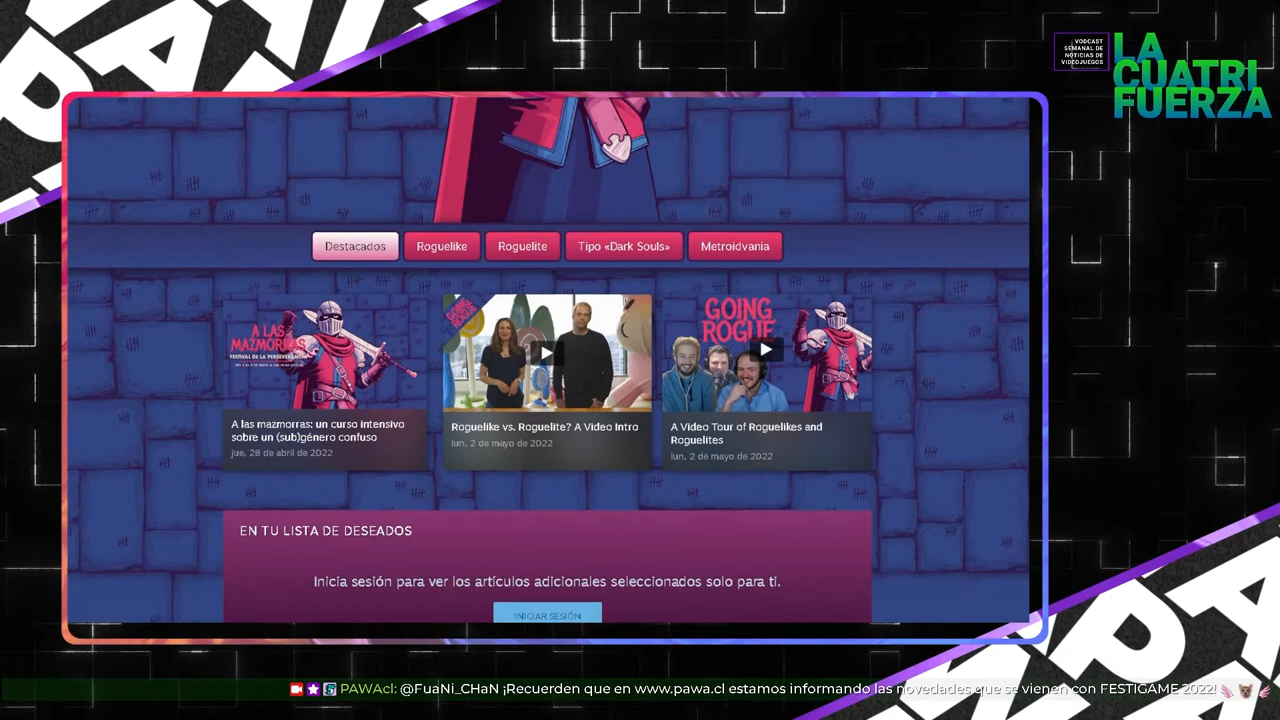 VODCAST
SEMANAL DE
NOTICIAS DE
VIDEOJUEGOS
LA
CUATRI
FUERZA
Destacados
Roguelike
Roguelite
Tipo «Dark Souls»
Metroidvania
A LAS
MAZMORRAS
FESTIVAL DE LA PERSEVERANCIA
GOING
ROGUE
GOING
ROGUE
A las mazmorras: un curso intensivo
sobre un (sub)género confuso
jue, 28 de abril de 2022
Roguelike vs. Roguelite? A Video Intro
lun, 2 de mayo de 2022
A Video Tour of Roguelikes and
Roguelites
lun, 2 de mayo de 2022
EN TU LISTA DE DESEADOS
Inicia sesión para ver los artículos adicionales seleccionados solo para ti.
INICIAR SESIÓN
PAWAcl: @FuaNi_CHaN ¡Recuerden que en www.pawa.cl estamos informando las novedades que se vienen con FESTIGAME 2022!